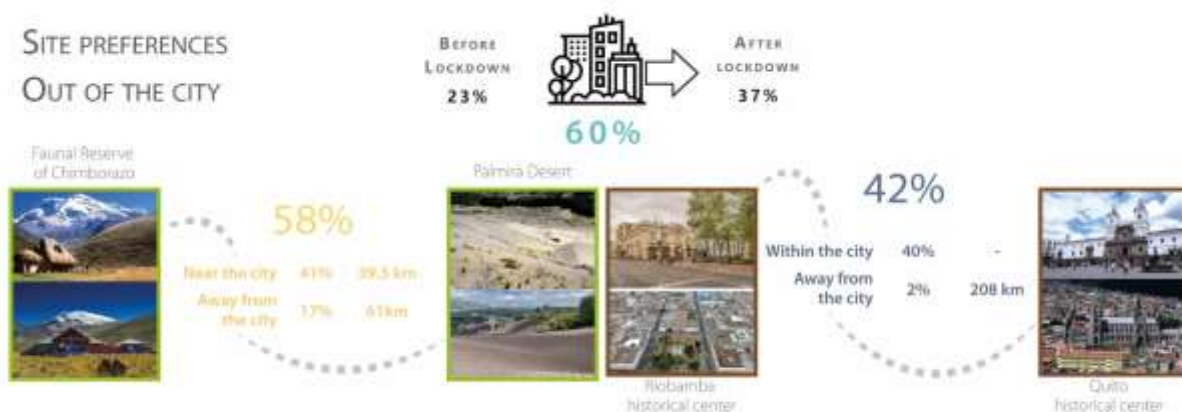 SITE PREFERENCES
OUT OF THE CITY
BEFORE
LOCKDOWN
23%
AFTER
LOCKDOWN
37%
60%
Faunal Reserve
of Chimborazo
58%
Near the city 41% 39.5 km
Away from
the city 17% 61km
Palmira Desert
Riobamba
historical center
42%
Within the city 40% -
Away from
the city 2% 208 km
Quito
historical center